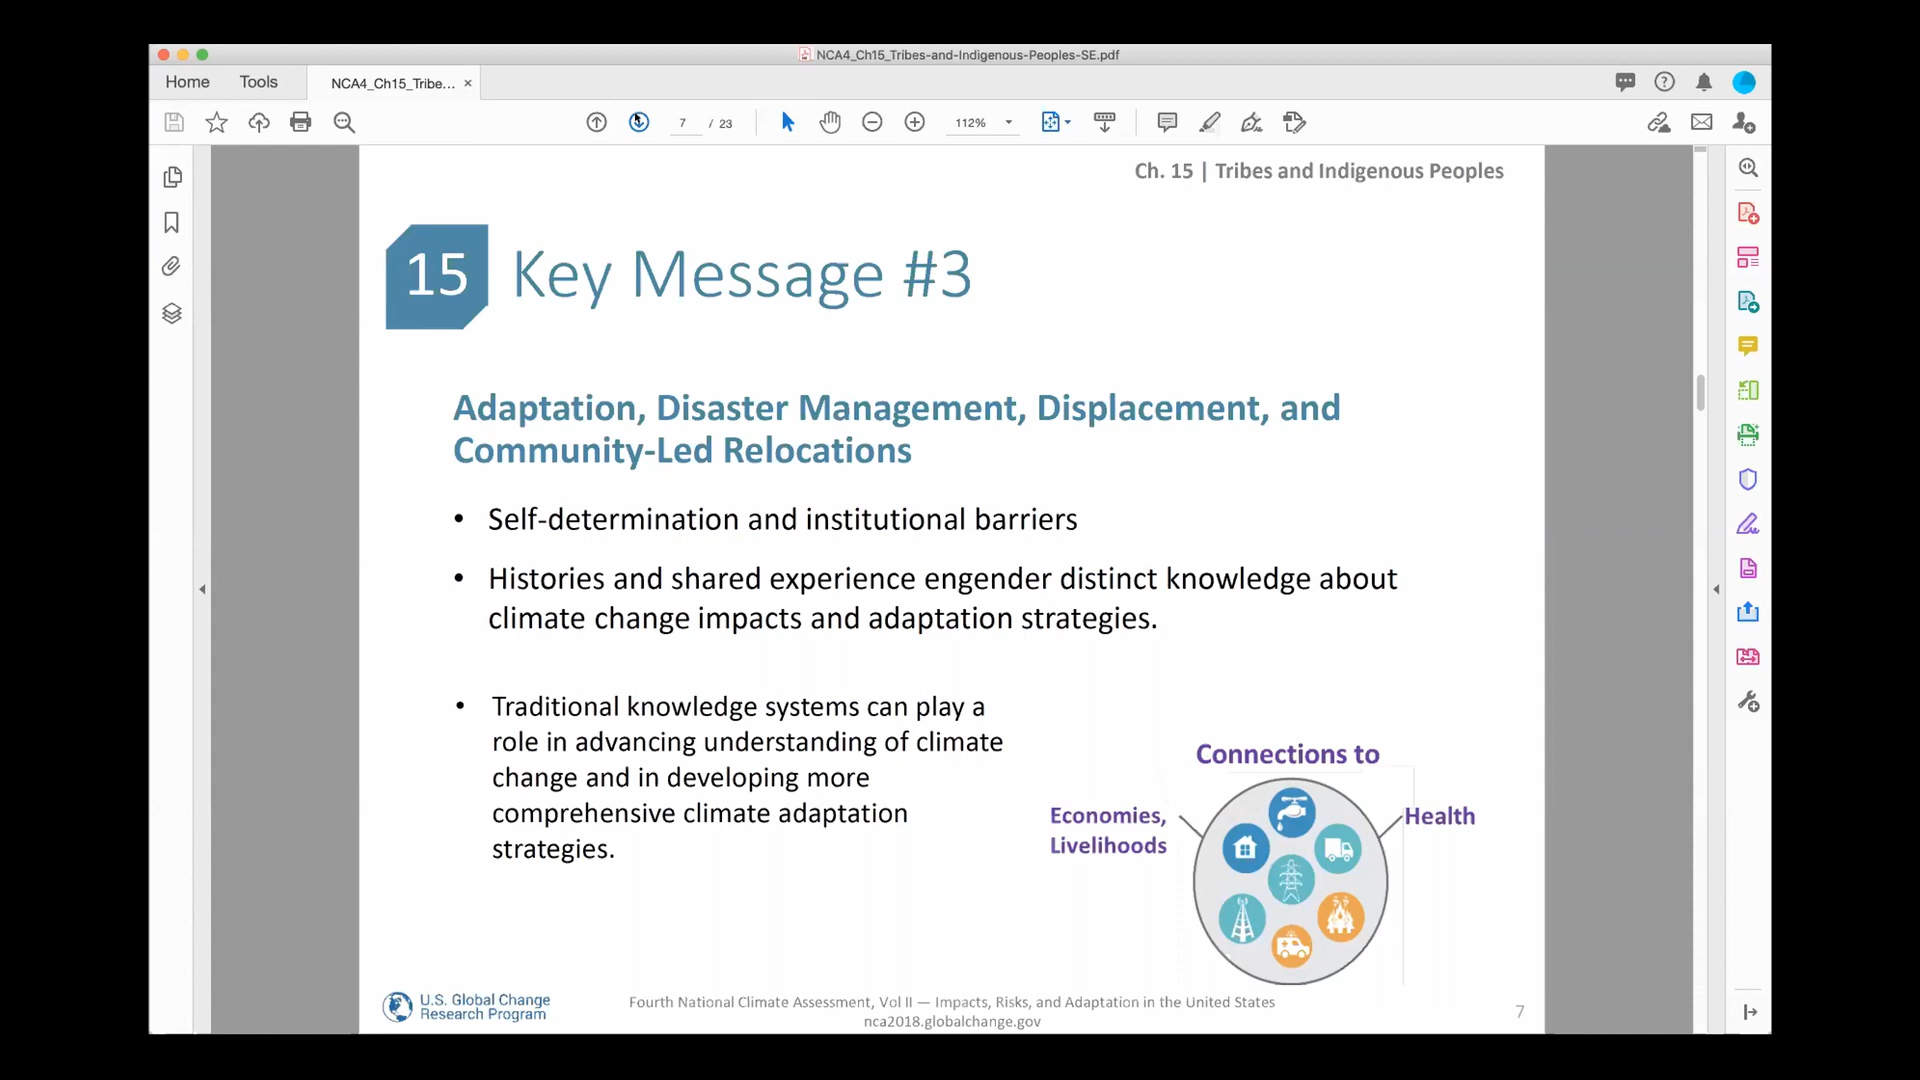 NCA4_Ch15_Tribes-and-Indigenous-Peoples-SE.pdf
Home Tools NCA4_Ch15_Tribe... ×
7 / 23 112%
Ch. 15 | Tribes and Indigenous Peoples
15 Key Message #3
Adaptation, Disaster Management, Displacement, and
Community-Led Relocations
• Self-determination and institutional barriers
• Histories and shared experience engender distinct knowledge about
climate change impacts and adaptation strategies.
• Traditional knowledge systems can play a
role in advancing understanding of climate
change and in developing more
comprehensive climate adaptation
strategies.
Connections to
Economies,
Livelihoods
Health
U.S. Global Change
Research Program
Fourth National Climate Assessment, Vol II — Impacts, Risks, and Adaptation in the United States
nca2018.globalchange.gov
7